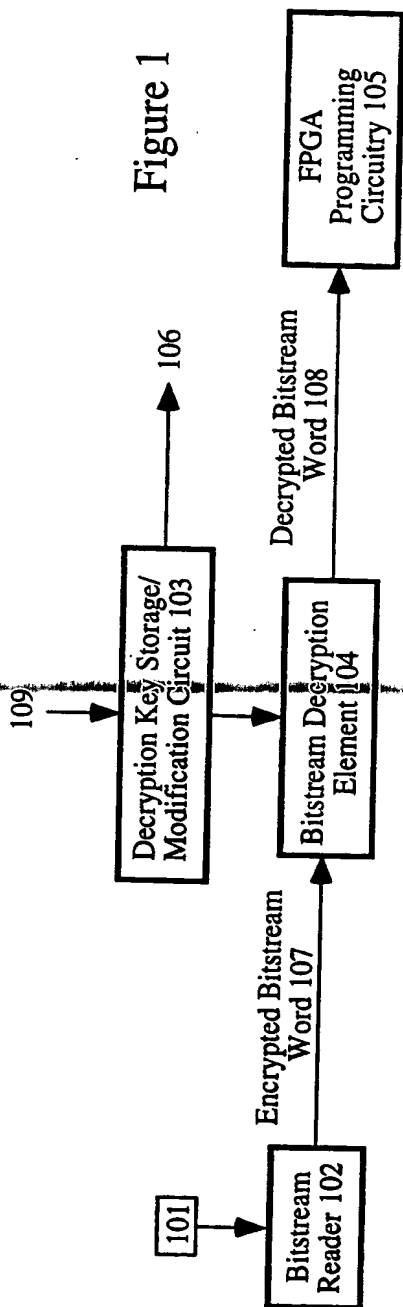 Figure 1
109
106
Decryption Key Storage/
Modification Circuit 103
101
Bitstream
Reader 102
Encrypted Bitstream
Word 107
Bitstream Decryption
Element 104
Decrypted Bitstream
Word 108
FPGA
Programming
Circuitry 105